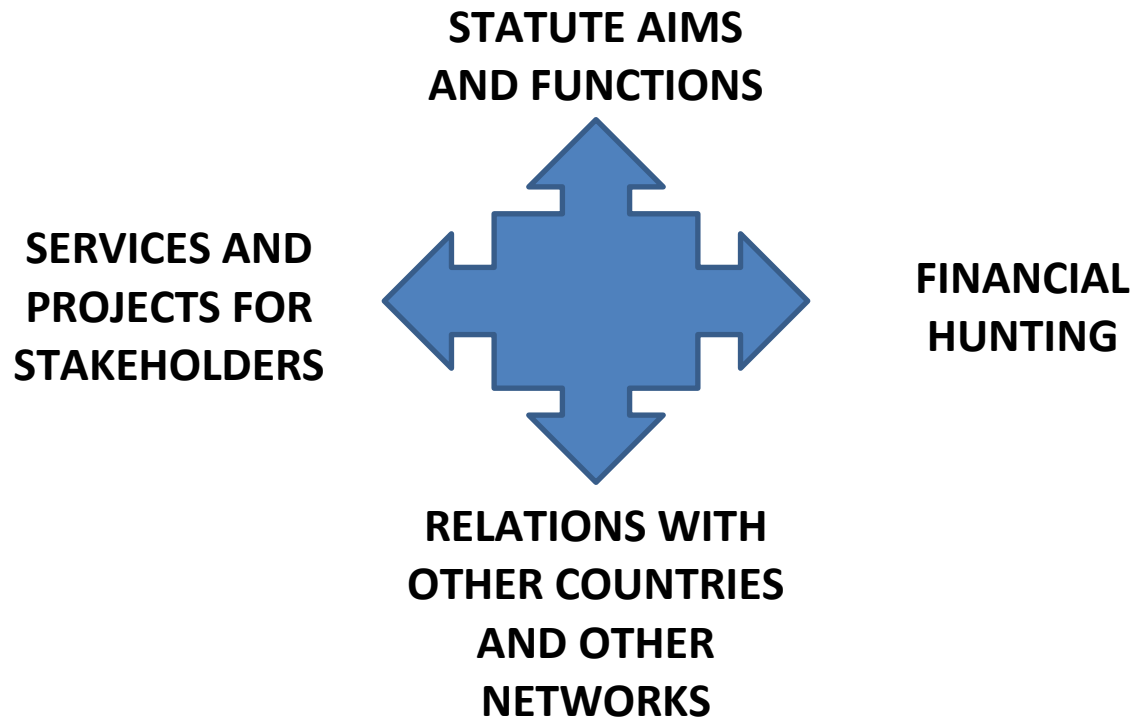 STATUTE AIMS
AND FUNCTIONS
SERVICES AND
PROJECTS FOR
STAKEHOLDERS
FINANCIAL
HUNTING
RELATIONS WITH
OTHER COUNTRIES
AND OTHER
NETWORKS